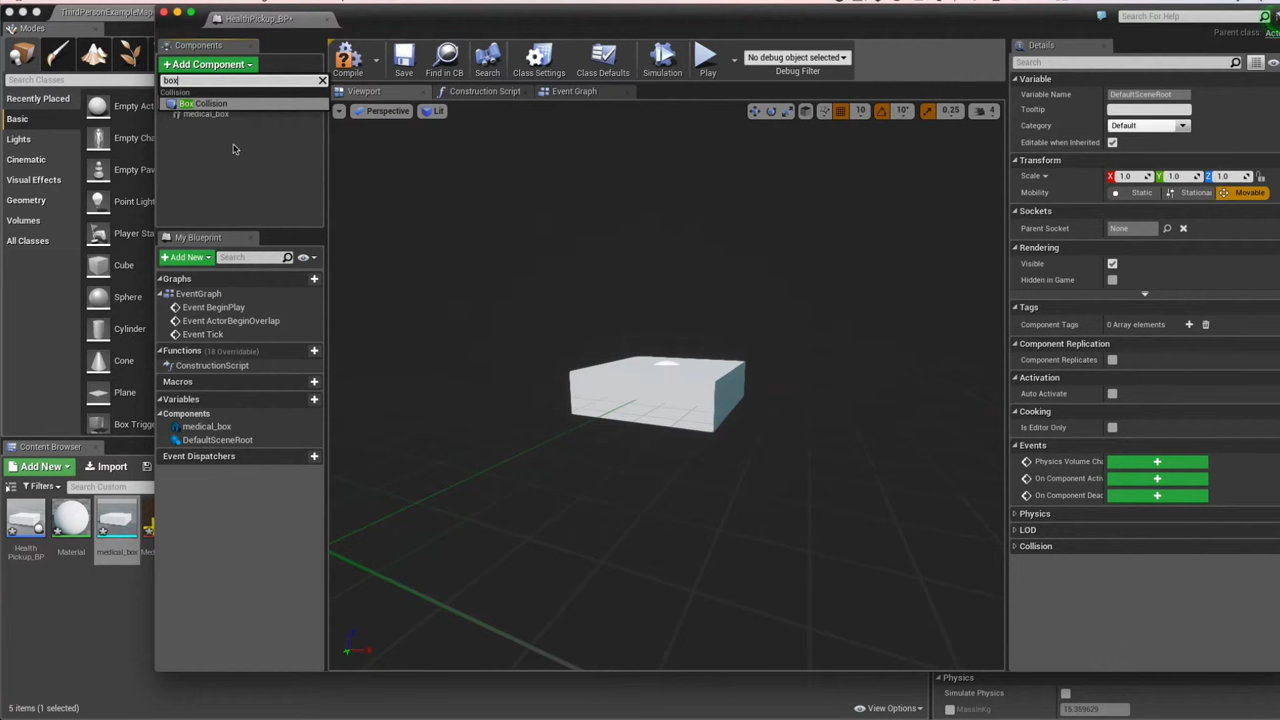 ThirdPersonExampleMap
HealthPickup_BP*
Search For Help
Parent class: Act
Modes
Search Classes
Recently Placed
Basic
Lights
Cinematic
Visual Effects
Geometry
Volumes
All Classes
Empty Act
Empty Cha
Empty Paw
Point Light
Player Sta
Cube
Sphere
Cylinder
Cone
Plane
Box Trigg
Components
+Add Component
box
Collision
Box Collision
medical_box
Compile
Save
Find in CB
Search
Class Settings
Class Defaults
Simulation
Play
No debug object selected
Debug Filter
Viewport
Construction Script
Event Graph
Perspective
Lit
10
10°
0.25
4
My Blueprint
+Add New
Search
Graphs
EventGraph
Event BeginPlay
Event ActorBeginOverlap
Event Tick
Functions (18 Overridable)
ConstructionScript
Macros
Variables
Components
medical_box
DefaultSceneRoot
Event Dispatchers
Details
Search
Variable
Variable Name DefaultSceneRoot
Tooltip
Category Default
Editable when Inherited
Transform
Scale X 1.0 Y 1.0 Z 1.0
Mobility Static Stationa Movable
Sockets
Parent Socket None
Rendering
Visible
Hidden in Game
Tags
Component Tags 0 Array elements
Component Replication
Component Replicates
Activation
Auto Activate
Cooking
Is Editor Only
Events
Physics Volume Cha
On Component Activ
On Component Deac
Physics
LOD
Collision
Content Browser
Add New
Import
Filters
Search Custom
Health
Pickup_BP
Material
medical_box
5 items (1 selected)
View Options
Physics
Simulate Physics
MassInKg 15.359629